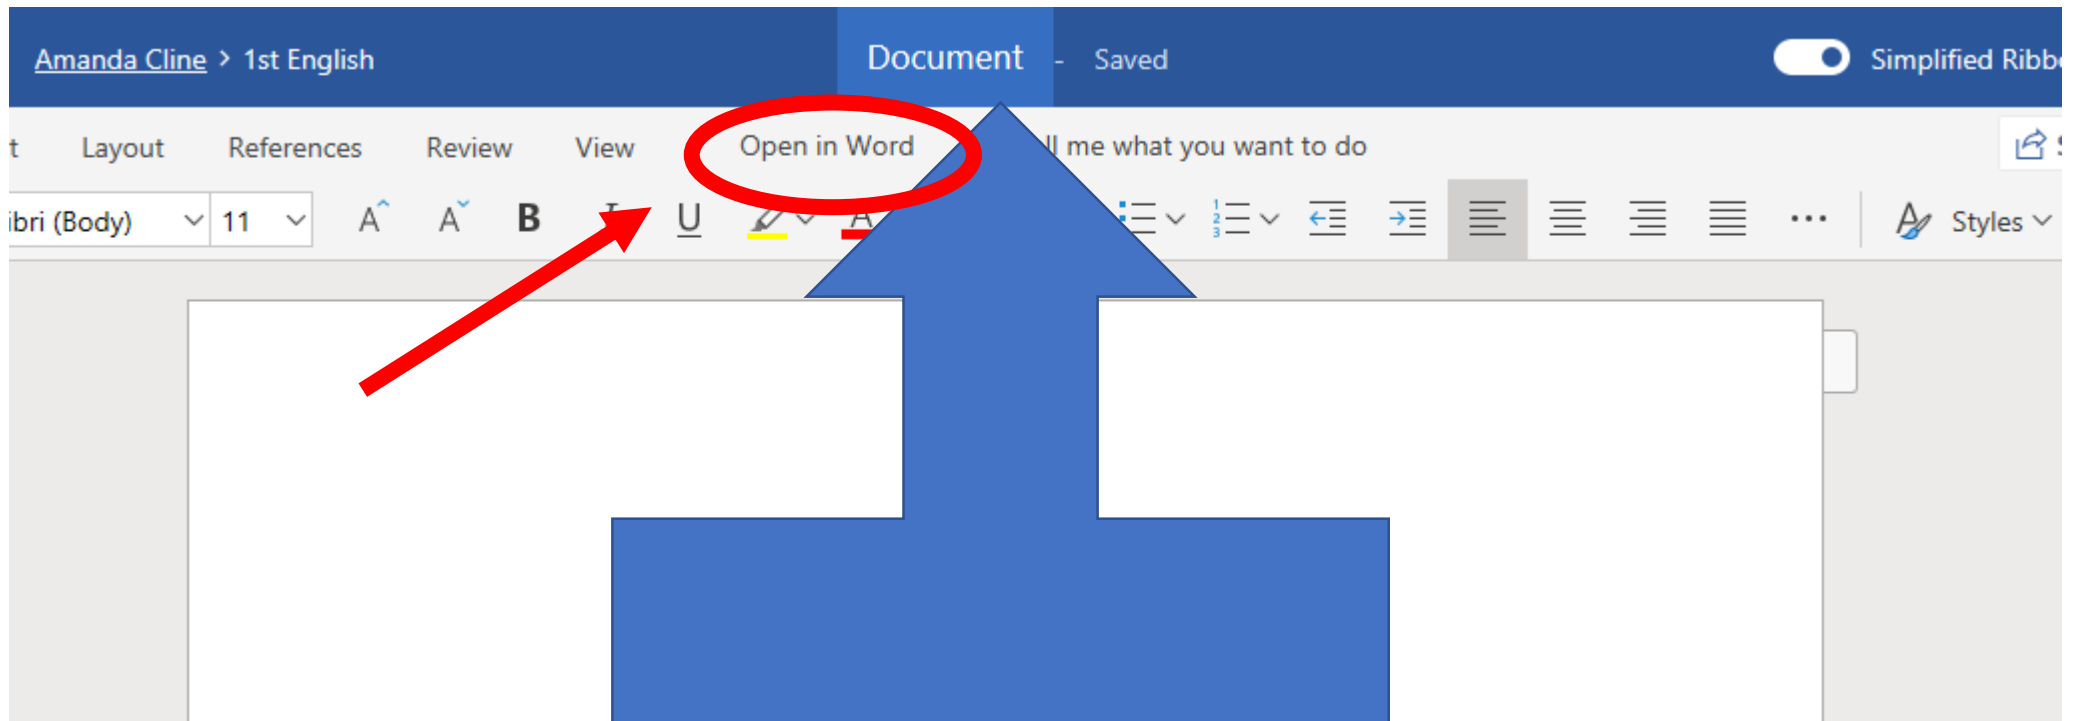 Amanda Cline > 1st English Document - Saved Simplified Ribb
Layout References Review View Open in Word ll me what you want to do
ibri (Body) 11 A A B I U A Styles